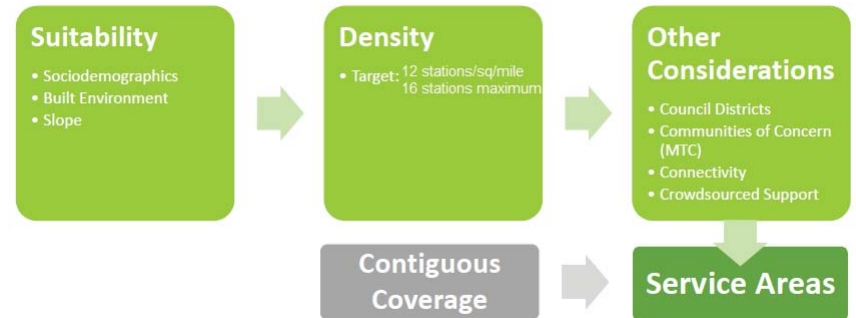 Suitability
• Sociodemographics
• Built Environment
• Slope
Density
• Target: 12 stations/sq/mile
16 stations maximum
Other
Considerations
• Council Districts
• Communities of Concern
(MTC)
• Connectivity
• Crowdsourced Support
Contiguous
Coverage
Service Areas